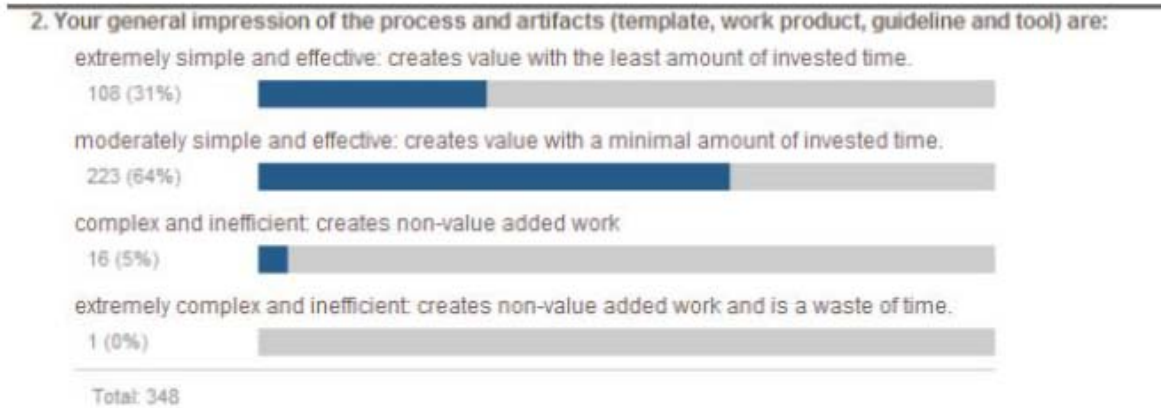 2. Your general impression of the process and artifacts (template, work product, guideline and tool) are:
extremely simple and effective: creates value with the least amount of invested time.
108 (31%)
moderately simple and effective: creates value with a minimal amount of invested time.
223 (64%)
complex and inefficient: creates non-value added work
16 (5%)
extremely complex and inefficient: creates non-value added work and is a waste of time.
1 (0%)
Total: 348